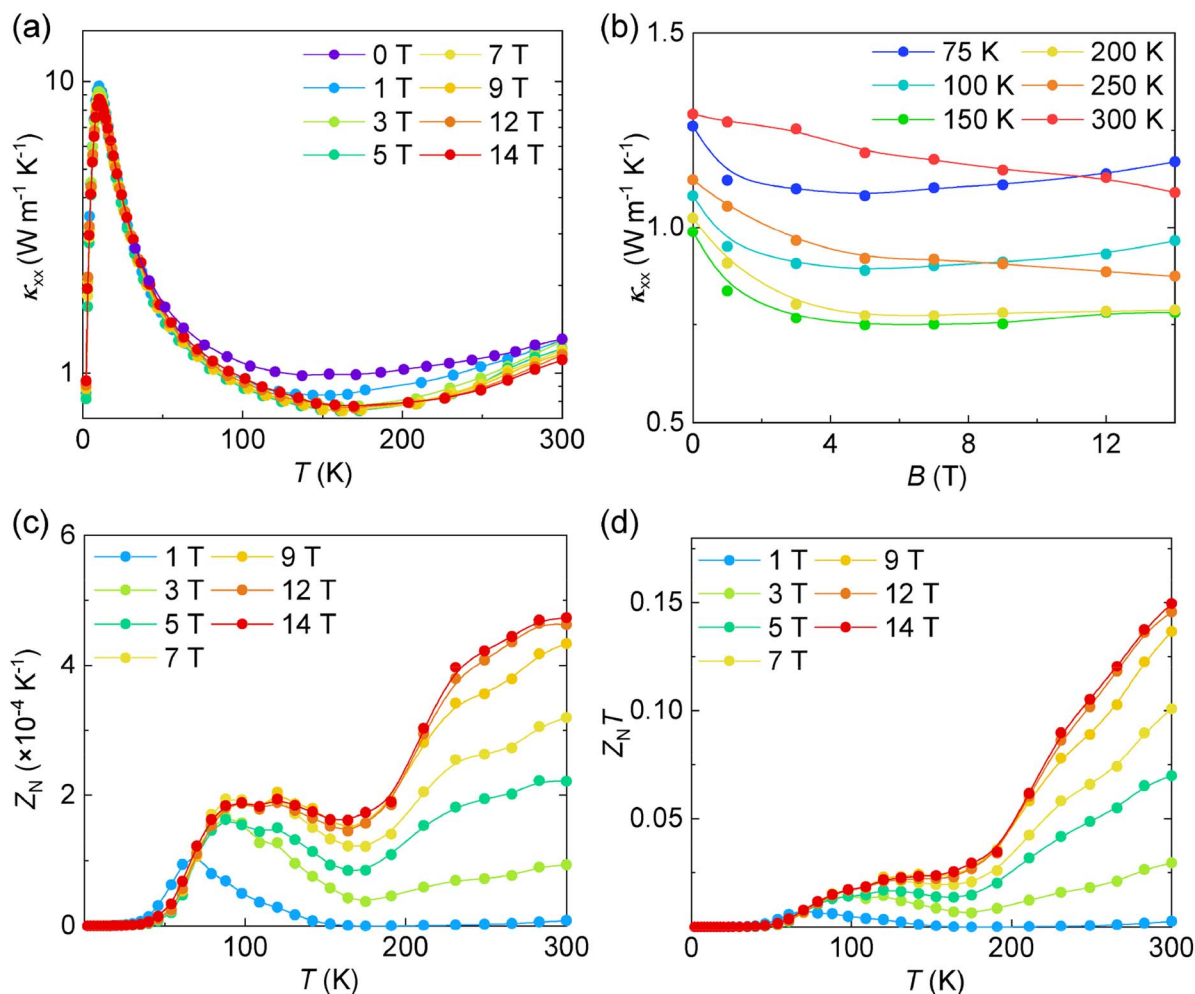 (a)
κxx (W m⁻¹ K⁻¹)
10
1
0 T 7 T
1 T 9 T
3 T 12 T
5 T 14 T
0 100 200 300
T (K)
(b)
κxx (W m⁻¹ K⁻¹)
1.5
1.0
0.5
75 K 200 K
100 K 250 K
150 K 300 K
0 4 8 12
B (T)
(c)
Z_N (×10⁻⁴ K⁻¹)
6
4
2
0
1 T 9 T
3 T 12 T
5 T 14 T
7 T
100 200 300
T (K)
(d)
Z_N T
0.15
0.10
0.05
0
1 T 9 T
3 T 12 T
5 T 14 T
7 T
0 100 200 300
T (K)